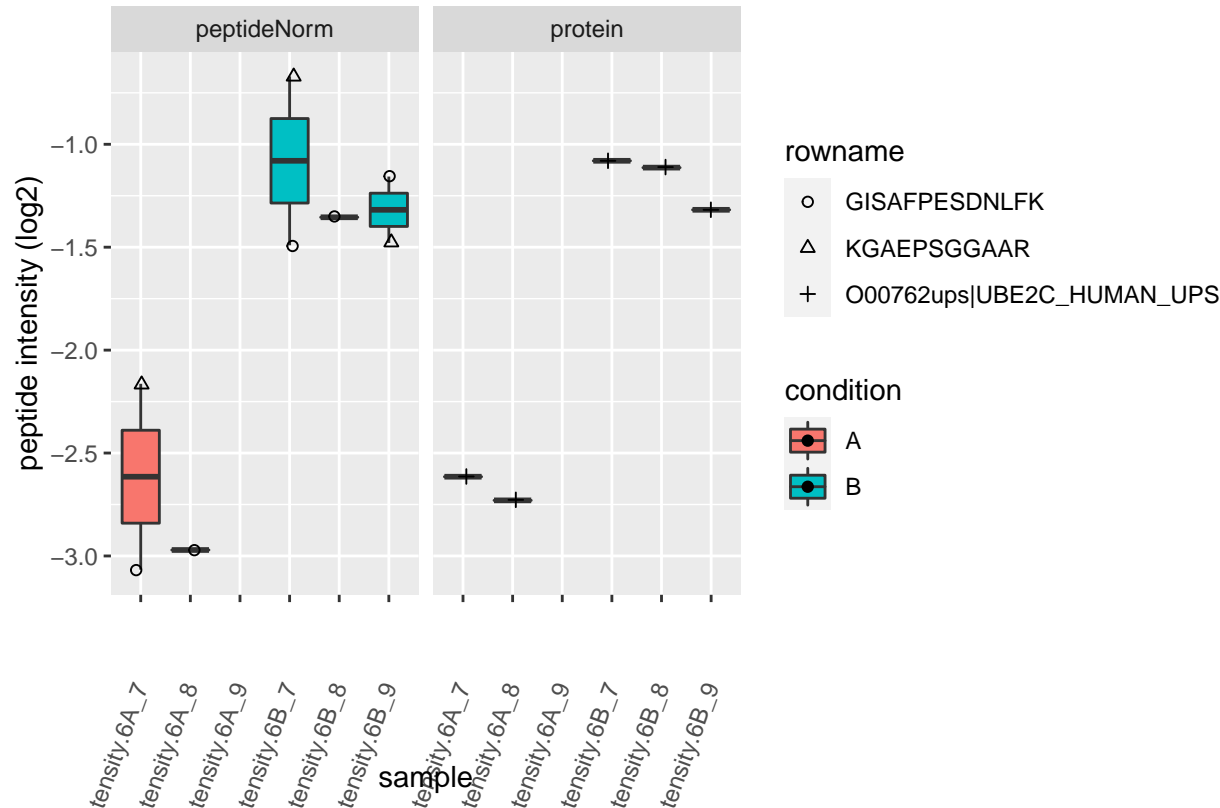 peptideNorm
protein
peptide intensity (log2)
−1.0
−1.5
−2.0
−2.5
−3.0
tensity.6A_7
tensity.6A_8
tensity.6A_9
tensity.6B_7
tensity.6B_8
tensity.6B_9
tensity.6A_7
tensity.6A_8
tensity.6A_9
tensity.6B_7
tensity.6B_8
tensity.6B_9
sample
rowname
GISAFPESDNLFK
KGAEPSGGAAR
O00762ups|UBE2C_HUMAN_UPS
condition
A
B